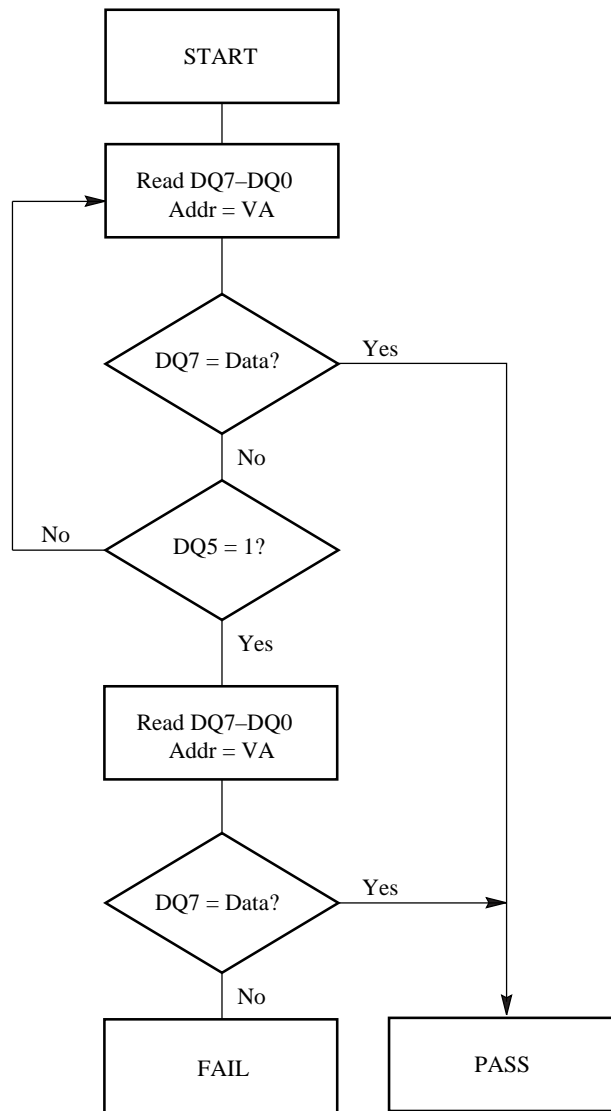 START
Read DQ7–DQ0
Addr = VA
DQ7 = Data?
Yes
No
DQ5 = 1?
No
Yes
Read DQ7–DQ0
Addr = VA
DQ7 = Data?
Yes
No
FAIL
PASS